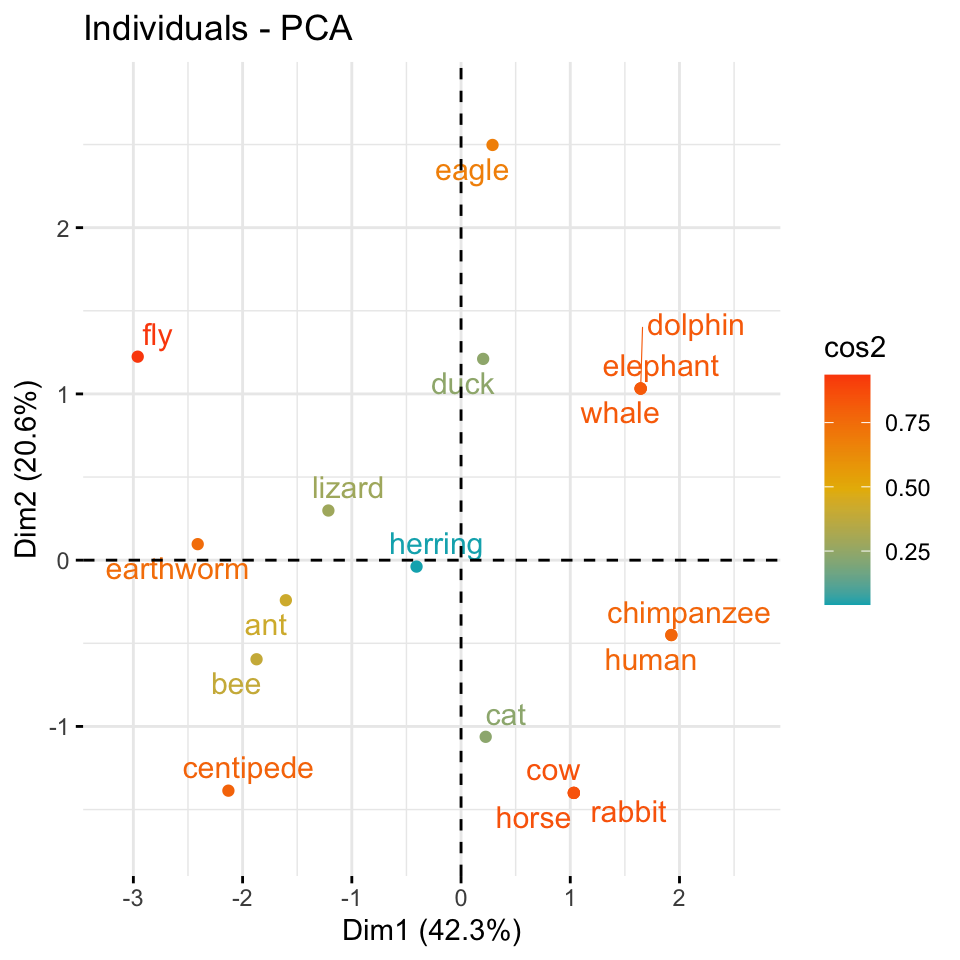 Individuals - PCA
eagle
2
fly
dolphin
elephant
whale
duck
1
lizard
herring
0
earthworm
ant
bee
chimpanzee
human
cat
-1
centipede
cow
horse
rabbit
-3
-2
-1
0
1
2
Dim1 (42.3%)
Dim2 (20.6%)
cos2
0.75
0.50
0.25